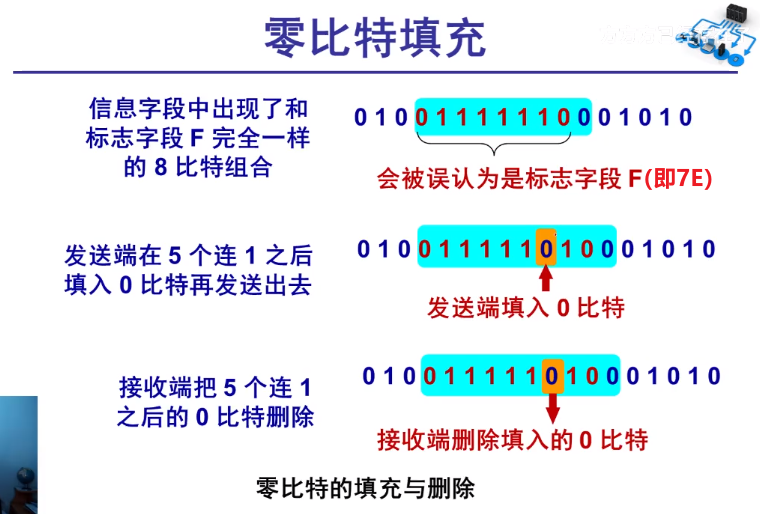 零比特填充
信息字段中出现了和
标志字段 F 完全一样
的 8 比特组合
0 1 0 0 1 1 1 1 1 1 0 0 0 1 0 1 0
会被误认为是标志字段 F(即7E)
发送端在 5 个连 1 之后
填入 0 比特再发送出去
0 1 0 0 1 1 1 1 1 0 1 0 0 0 1 0 1 0
发送端填入 0 比特
接收端把 5 个连 1
之后的 0 比特删除
0 1 0 0 1 1 1 1 1 0 1 0 0 0 1 0 1 0
接收端删除填入的 0 比特
零比特的填充与删除